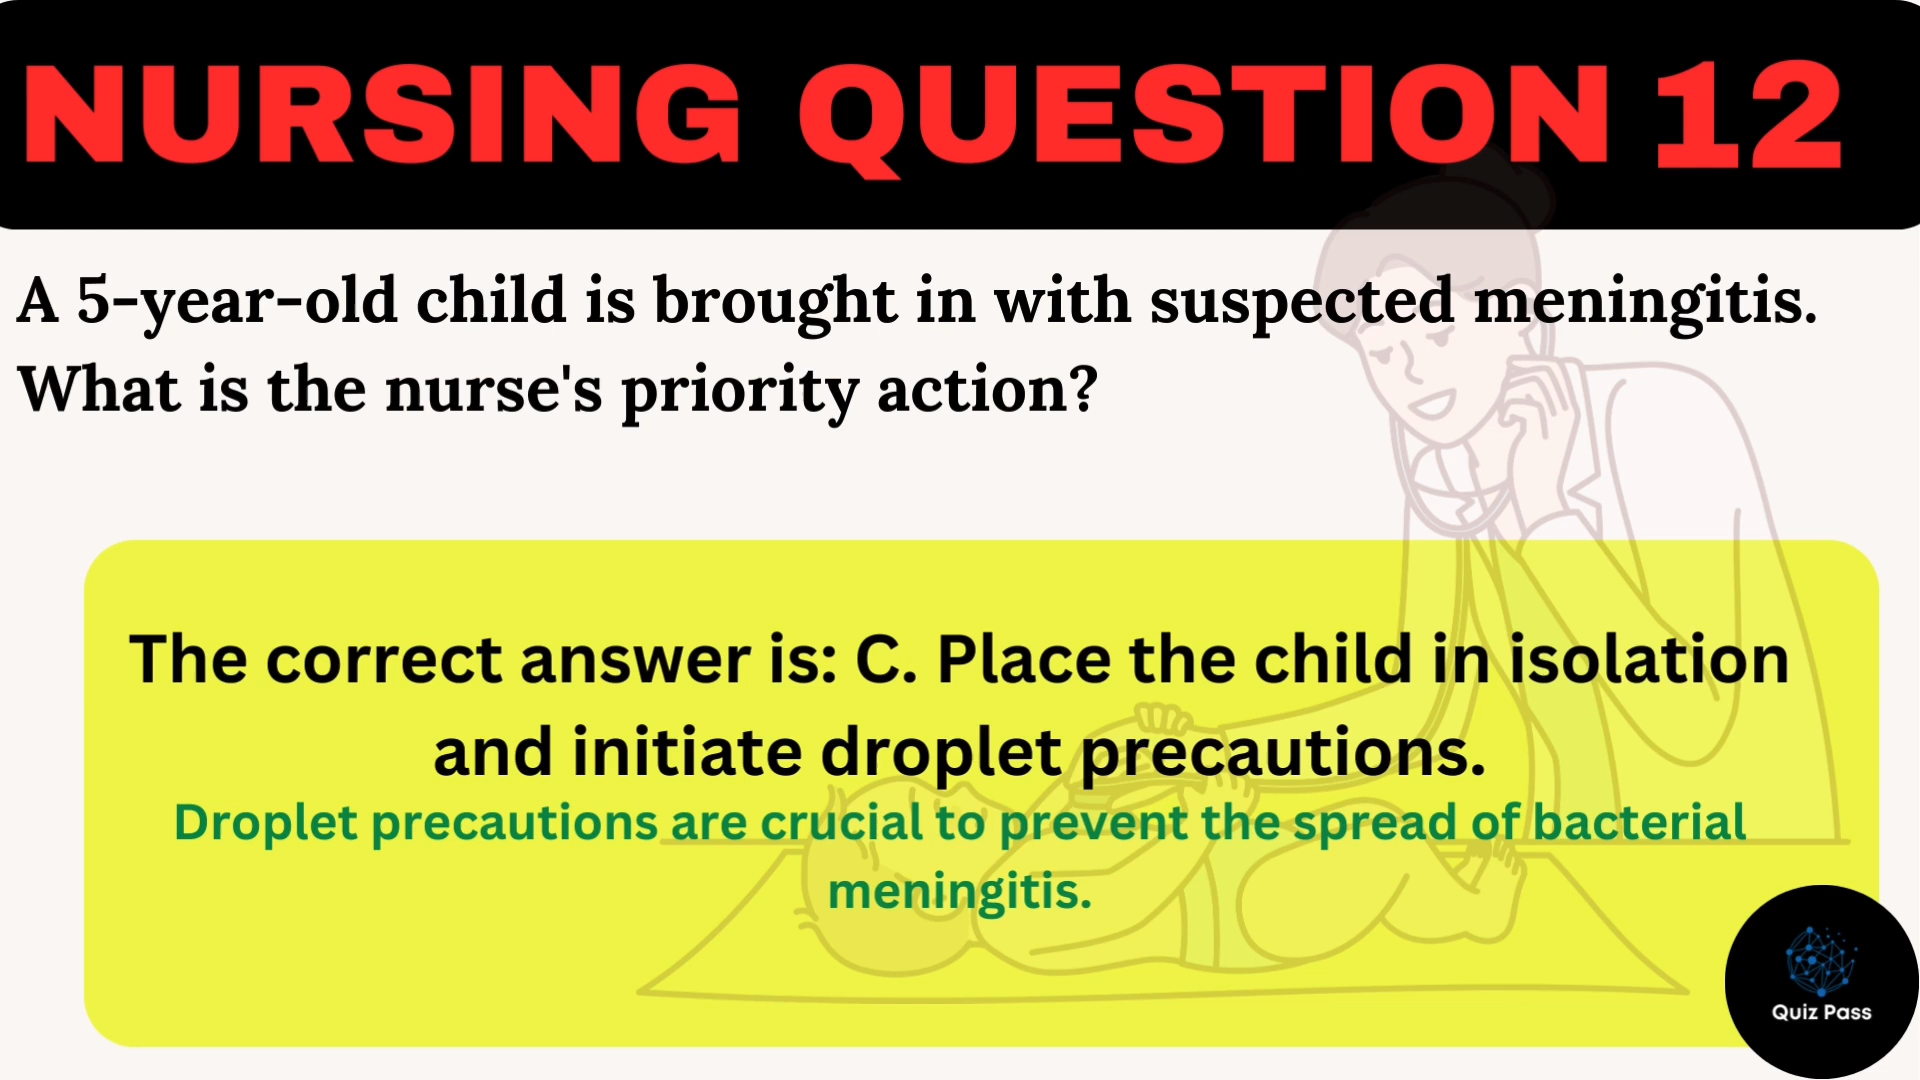 NURSING QUESTION 12
A 5-year-old child is brought in with suspected meningitis.
What is the nurse's priority action?
The correct answer is: C. Place the child in isolation
and initiate droplet precautions.
Droplet precautions are crucial to prevent the spread of bacterial
meningitis.
Quiz Pass